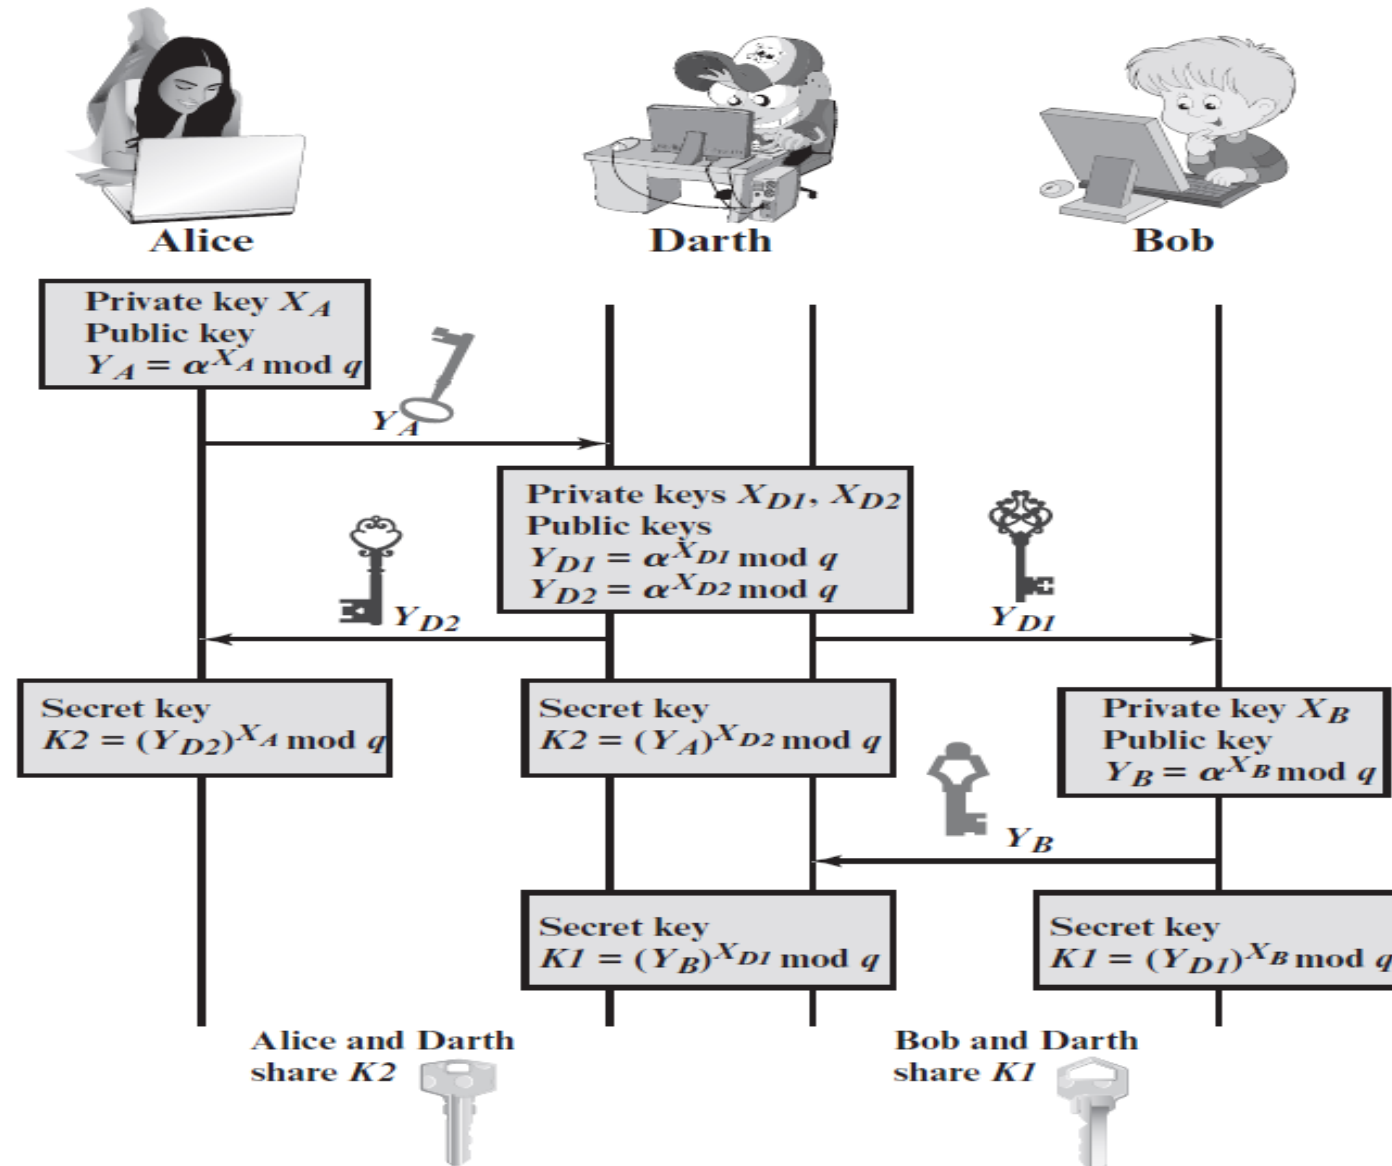 Alice
Darth
Bob
Private key X_A
Public key
Y_A = α^{X_A} mod q
Y_A
Private keys X_{D1}, X_{D2}
Public keys
Y_{D1} = α^{X_{D1}} mod q
Y_{D2} = α^{X_{D2}} mod q
Y_{D2}
Y_{D1}
Secret key
K2 = (Y_{D2})^{X_A} mod q
Secret key
K2 = (Y_A)^{X_{D2}} mod q
Private key X_B
Public key
Y_B = α^{X_B} mod q
Y_B
Secret key
K1 = (Y_B)^{X_{D1}} mod q
Secret key
K1 = (Y_{D1})^{X_B} mod q
Alice and Darth
share K2
Bob and Darth
share K1